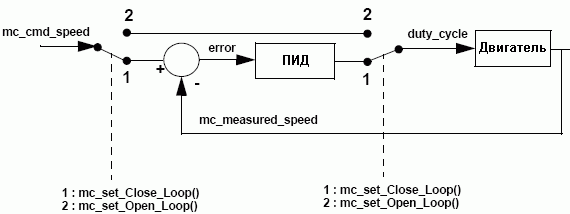 2
2
mc_cmd_speed
error
duty_cycle
ПИД
Двигатель
1
+
-
1
mc_measured_speed
1 : mc_set_Close_Loop()
2 : mc_set_Open_Loop()
1 : mc_set_Close_Loop()
2 : mc_set_Open_Loop()